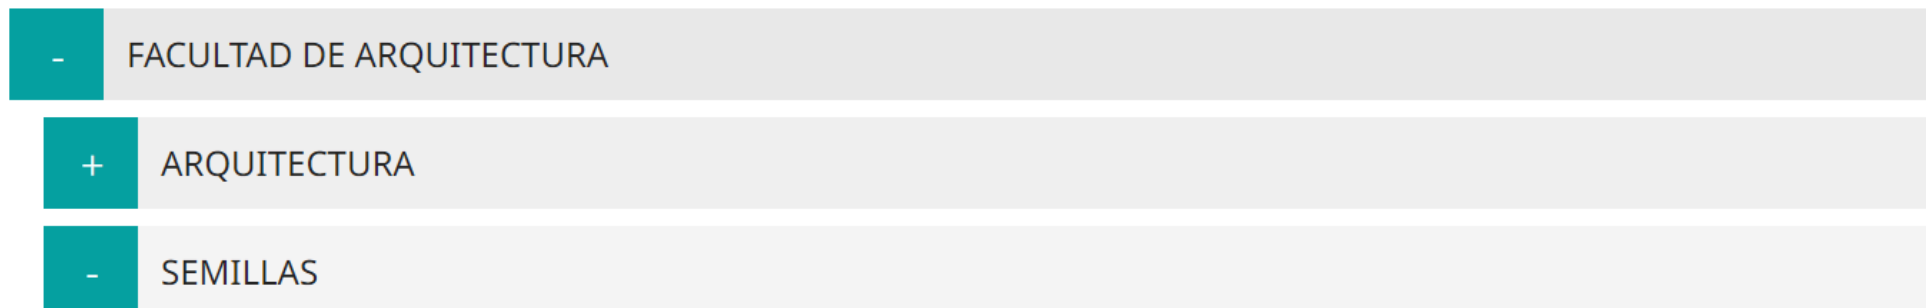 - FACULTAD DE ARQUITECTURA
+ ARQUITECTURA
- SEMILLAS